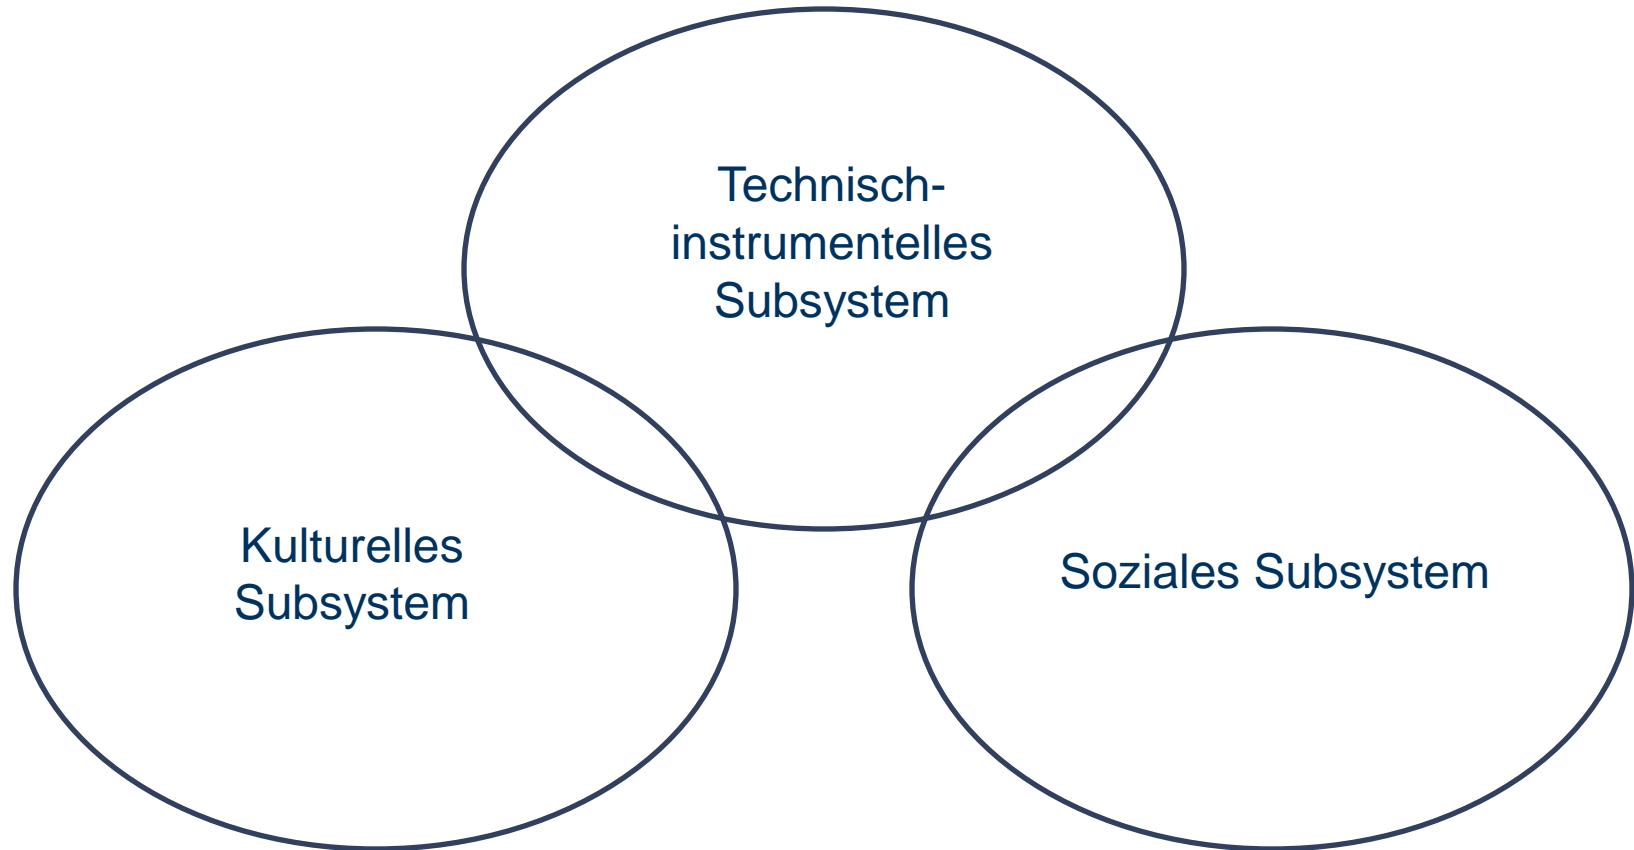 Technisch-
instrumentelles
Subsystem
Kulturelles
Subsystem
Soziales Subsystem